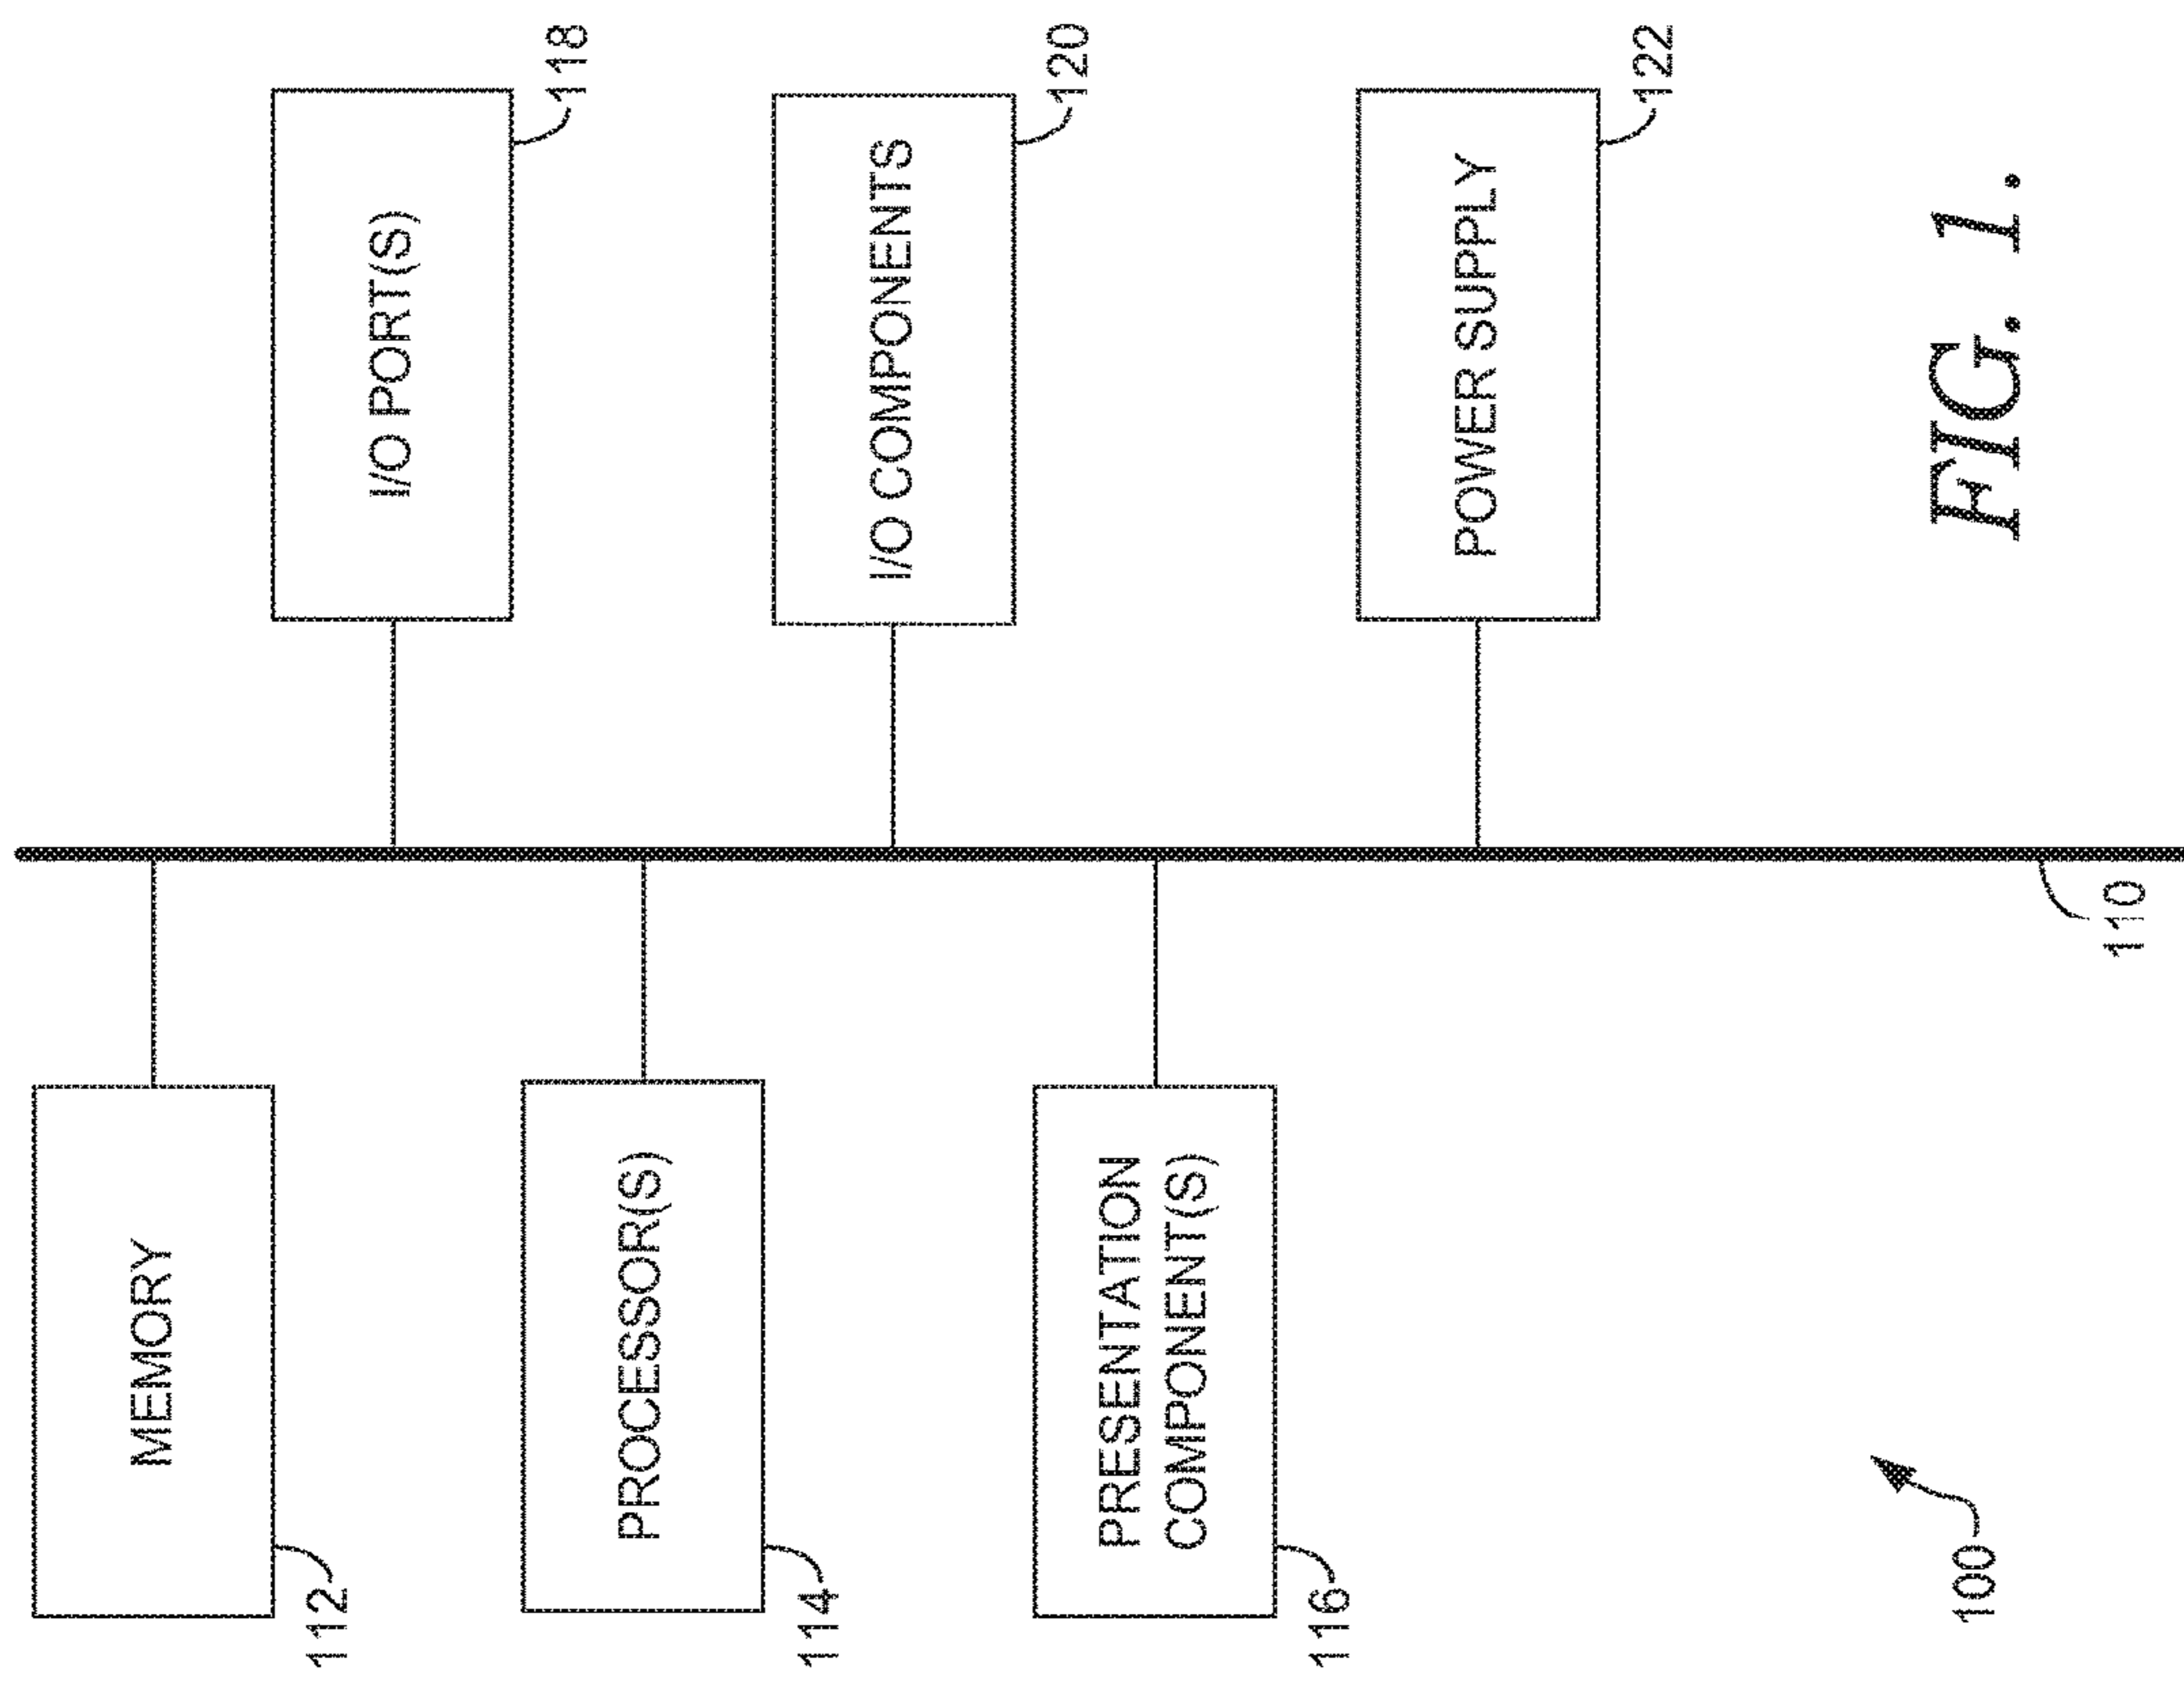 MEMORY
112
PROCESSOR(S)
114
PRESENTATION
COMPONENT(S)
116
100
I/O PORT(S)
118
I/O COMPONENTS
120
POWER SUPPLY
122
110
FIG. 1.